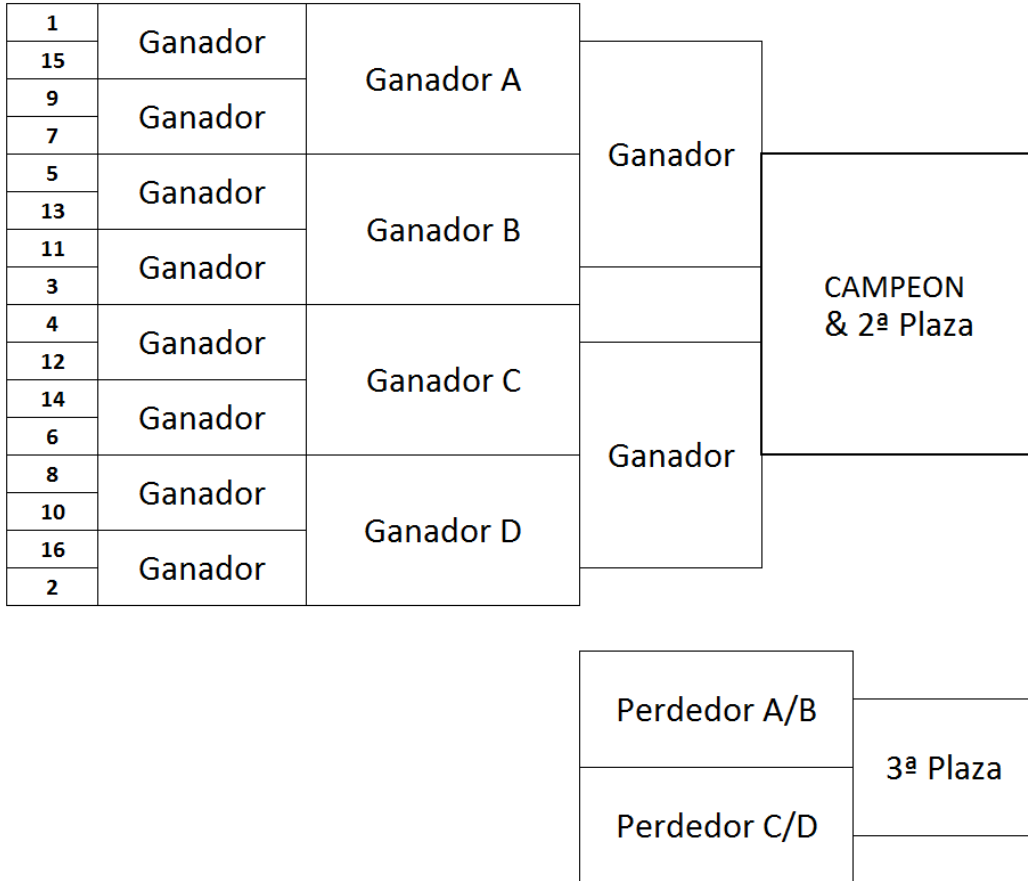 1
15
9
7
5
13
11
3
4
12
14
6
8
10
16
2
Ganador
Ganador
Ganador
Ganador
Ganador
Ganador
Ganador
Ganador
Ganador A
Ganador B
Ganador C
Ganador D
Ganador
Ganador
CAMPEON
& 2ª Plaza
Perdedor A/B
Perdedor C/D
3ª Plaza